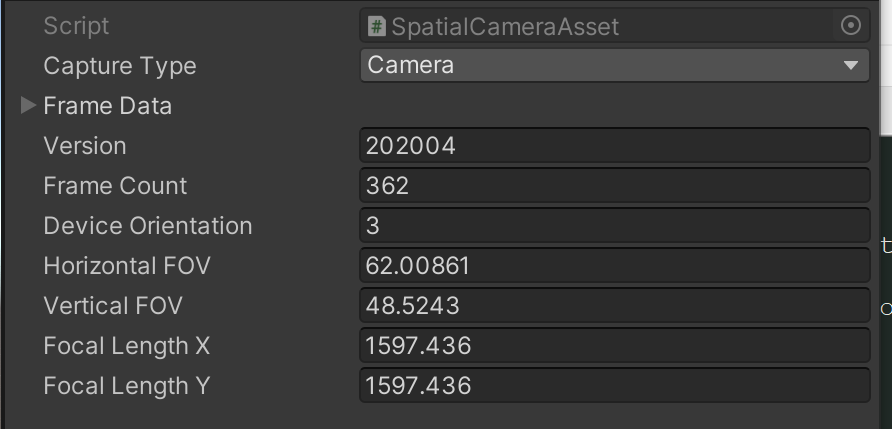 Script # SpatialCameraAsset
Capture Type Camera
Frame Data
Version 202004
Frame Count 362
Device Orientation 3
Horizontal FOV 62.00861
Vertical FOV 48.5243
Focal Length X 1597.436
Focal Length Y 1597.436